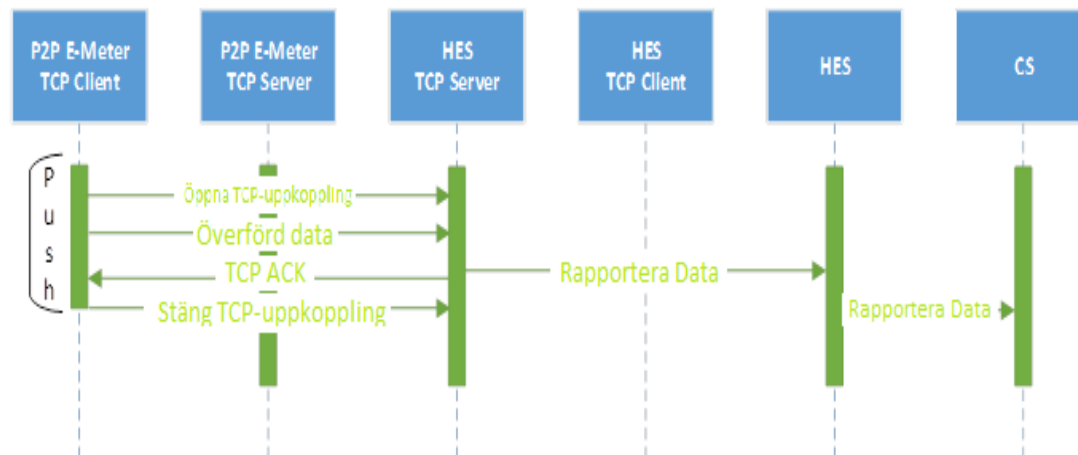 P2P E-Meter
TCP Client
P2P E-Meter
TCP Server
HES
TCP Server
HES
TCP Client
HES
CS
Push
Öppna TCP-uppkoppling
Överförd data
TCP ACK
Rapportera Data
Stäng TCP-uppkoppling
Rapportera Data